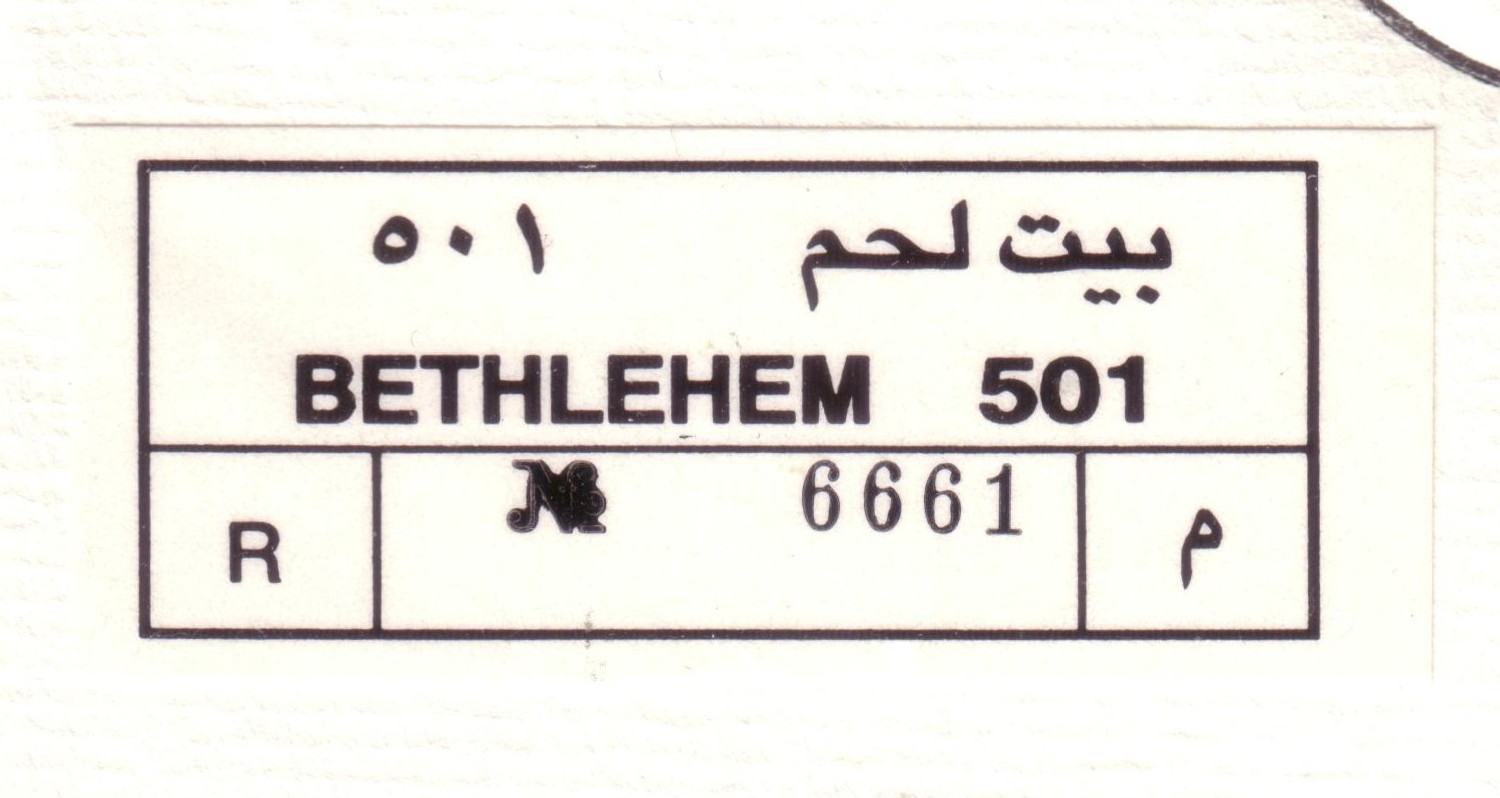 بيت لحم ٥٠١
BETHLEHEM 501
R № 6661 م